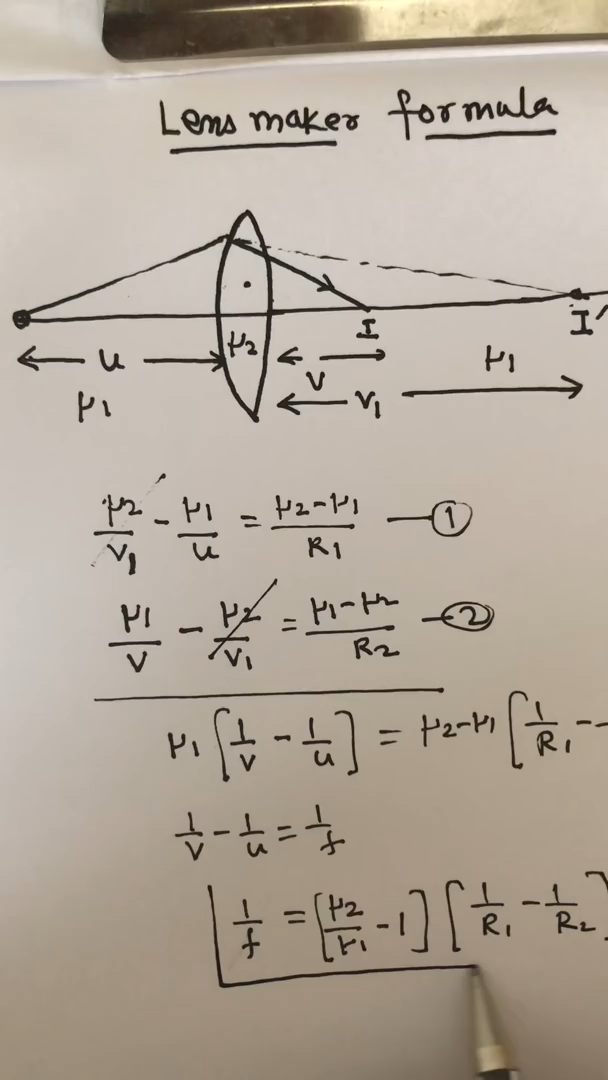 Lens maker formula
I I'
u μ2 v μ1
μ1 v1
μ2/v1 - μ1/u = μ2-μ1/R1 — ①
μ1/v - μ2/v1 = μ1-μ2/R2 — ②
μ1 [1/v - 1/u] = μ2-μ1 [1/R1 -
1/v - 1/u = 1/f
1/f = [μ2/μ1 - 1] [1/R1 - 1/R2]